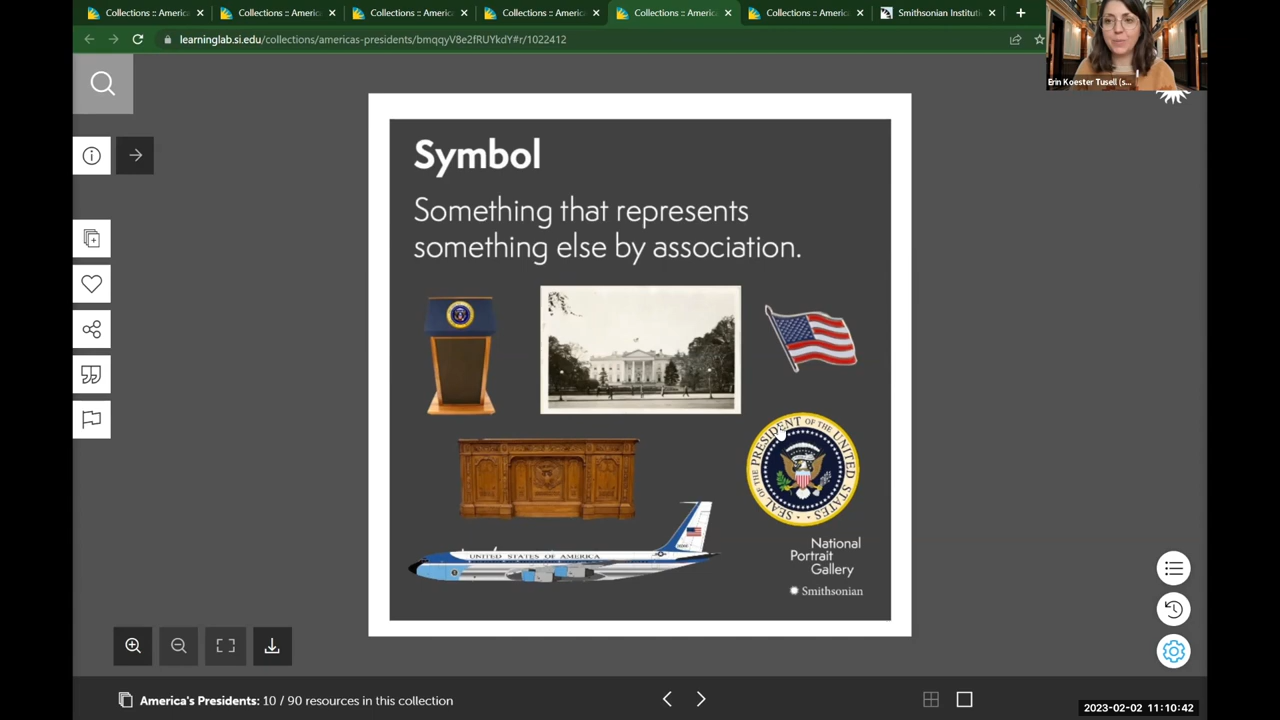 Collections :: Americ
Collections :: Americ
Collections :: Americ
Collections :: Americ
Collections :: Americ
Collections :: Americ
Smithsonian Instituti
learninglab.si.edu/collections/americas-presidents/bmqqyV8e2fRUYkdY#r/1022412
Erin Koester Tusell (s...
Symbol
Something that represents
something else by association.
SEAL OF THE PRESIDENT OF THE UNITED STATES
UNITED STATES OF AMERICA
National
Portrait
Gallery
Smithsonian
America's Presidents: 10 / 90 resources in this collection
2023-02-02 11:10:42